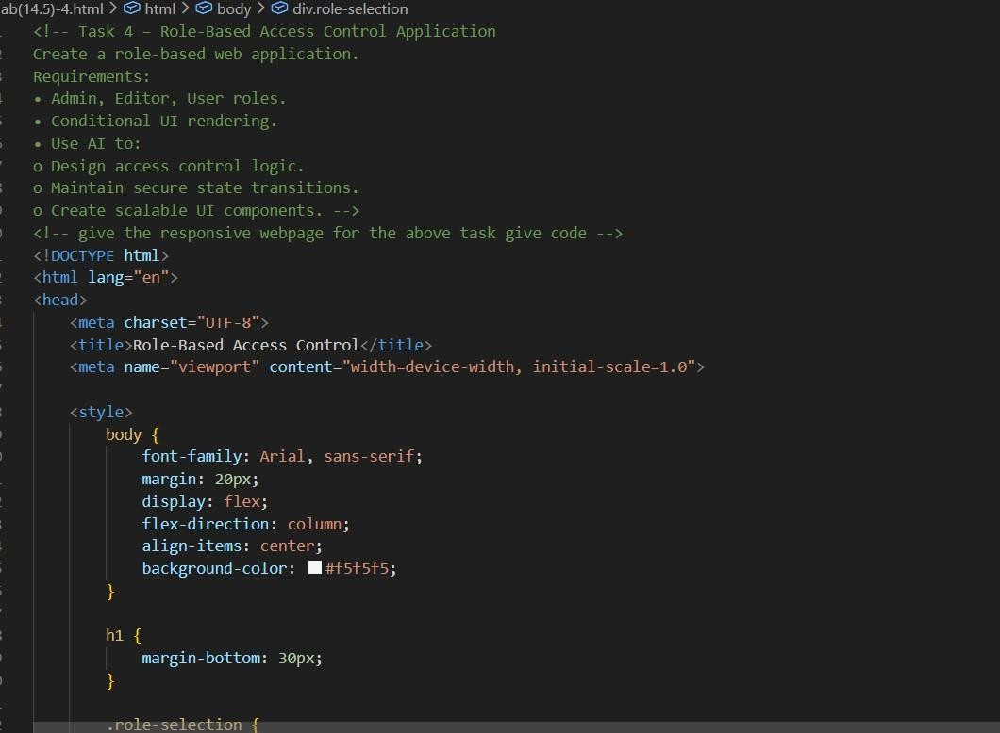 ab(14.5)-4.html > html > body > div.role-selection
<!-- Task 4 – Role-Based Access Control Application
Create a role-based web application.
Requirements:
• Admin, Editor, User roles.
• Conditional UI rendering.
• Use AI to:
o Design access control logic.
o Maintain secure state transitions.
o Create scalable UI components. -->
<!-- give the responsive webpage for the above task give code -->
<!DOCTYPE html>
<html lang="en">
<head>
<meta charset="UTF-8">
<title>Role-Based Access Control</title>
<meta name="viewport" content="width=device-width, initial-scale=1.0">
<style>
body {
font-family: Arial, sans-serif;
margin: 20px;
display: flex;
flex-direction: column;
align-items: center;
background-color: #f5f5f5;
}
h1 {
margin-bottom: 30px;
}
.role-selection {